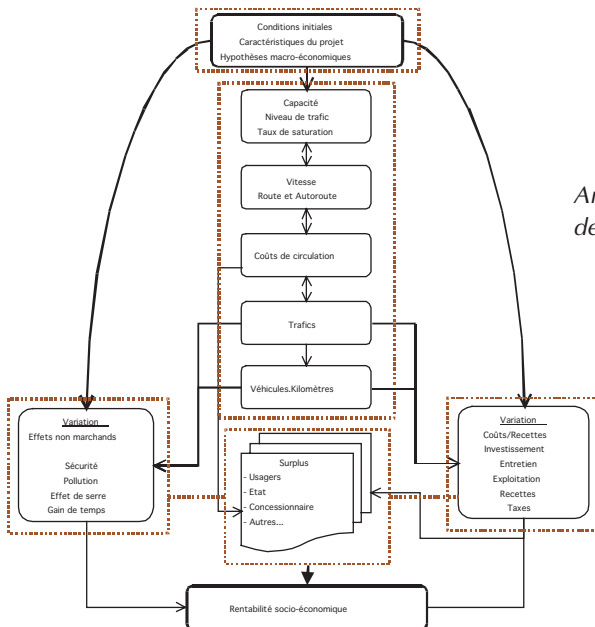 Conditions initiales
Caractéristiques du projet
Hypothèses macro-économiques
Capacité
Niveau de trafic
Taux de saturation
Vitesse
Route et Autoroute
Coûts de circulation
Trafics
Véhicules.Kilomètres
Variation
Effets non marchands
Sécurité
Pollution
Effet de serre
Gain de temps
Surplus
- Usagers
- Etat
- Concessionnaire
- Autres...
Variation
Coûts/Recettes
Investissement
Entretien
Exploitation
Recettes
Taxes
Rentabilité socio-économique